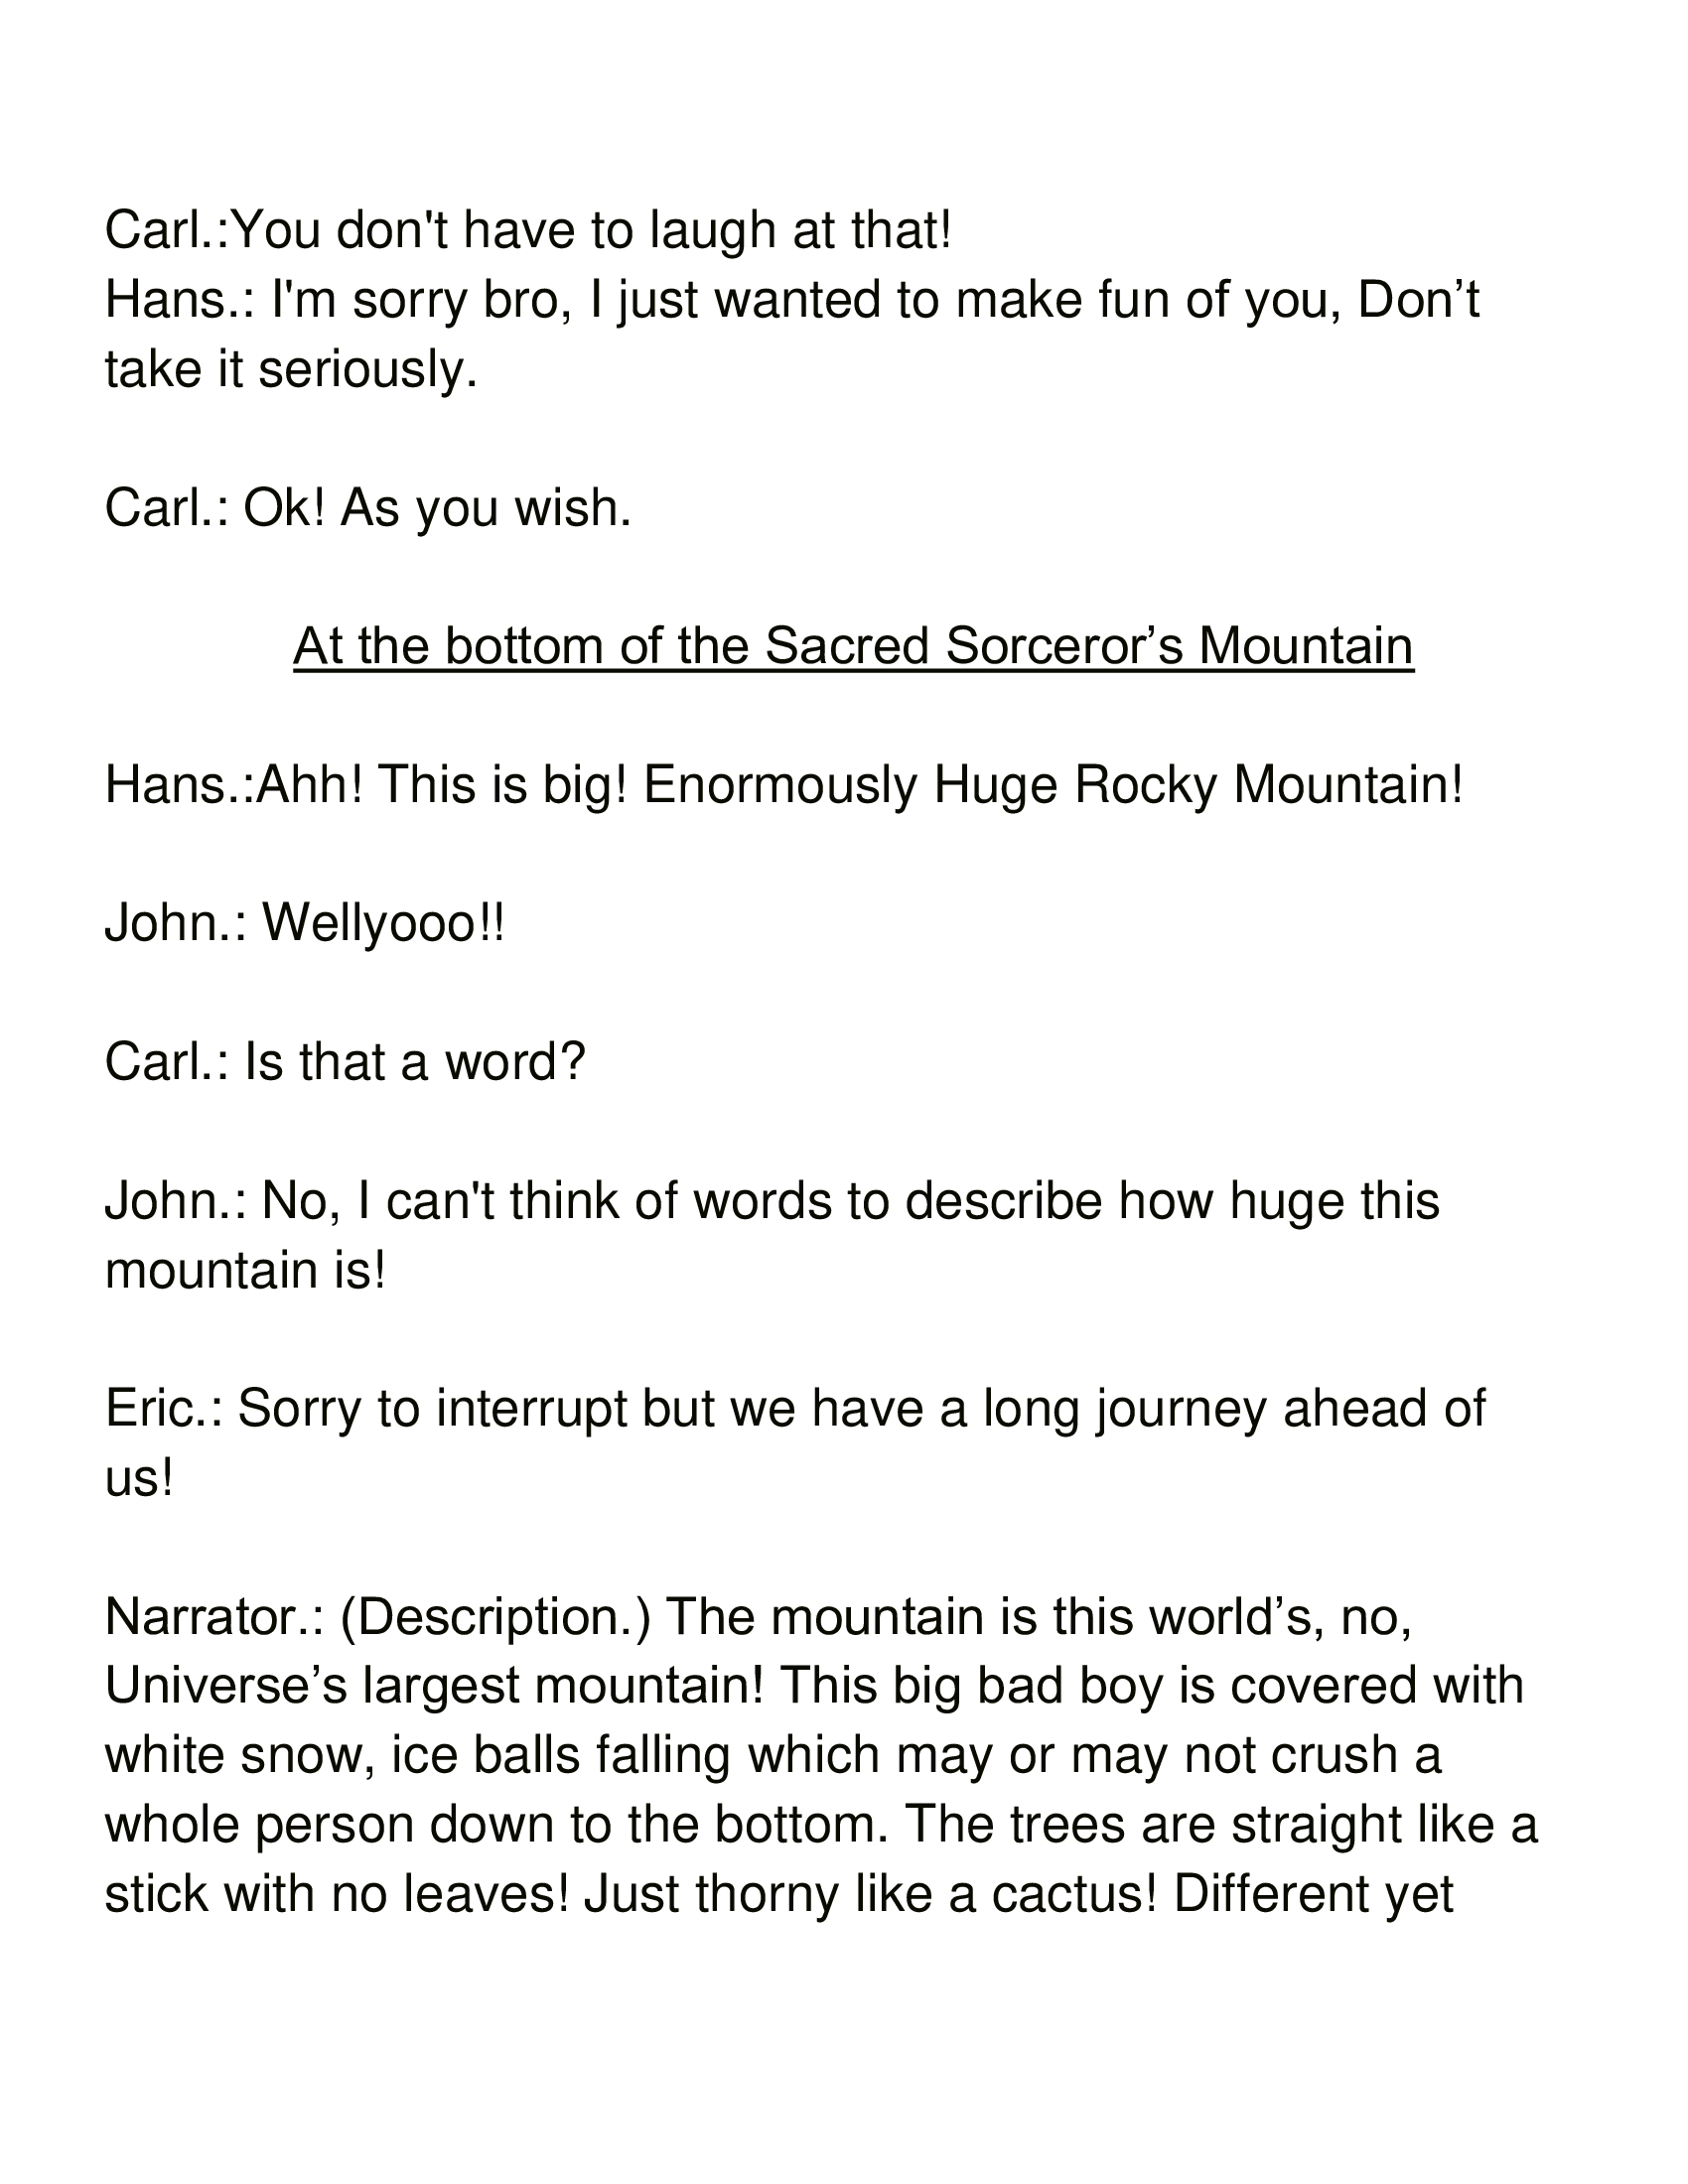 Carl.:You don't have to laugh at that!
Hans.: I'm sorry bro, I just wanted to make fun of you, Don’t
take it seriously.
Carl.: Ok! As you wish.
At the bottom of the Sacred Sorceror’s Mountain
Hans.:Ahh! This is big! Enormously Huge Rocky Mountain!
John.: Wellyooo!!
Carl.: Is that a word?
John.: No, I can't think of words to describe how huge this
mountain is!
Eric.: Sorry to interrupt but we have a long journey ahead of
us!
Narrator.: (Description.) The mountain is this world’s, no,
Universe’s largest mountain! This big bad boy is covered with
white snow, ice balls falling which may or may not crush a
whole person down to the bottom. The trees are straight like a
stick with no leaves! Just thorny like a cactus! Different yet